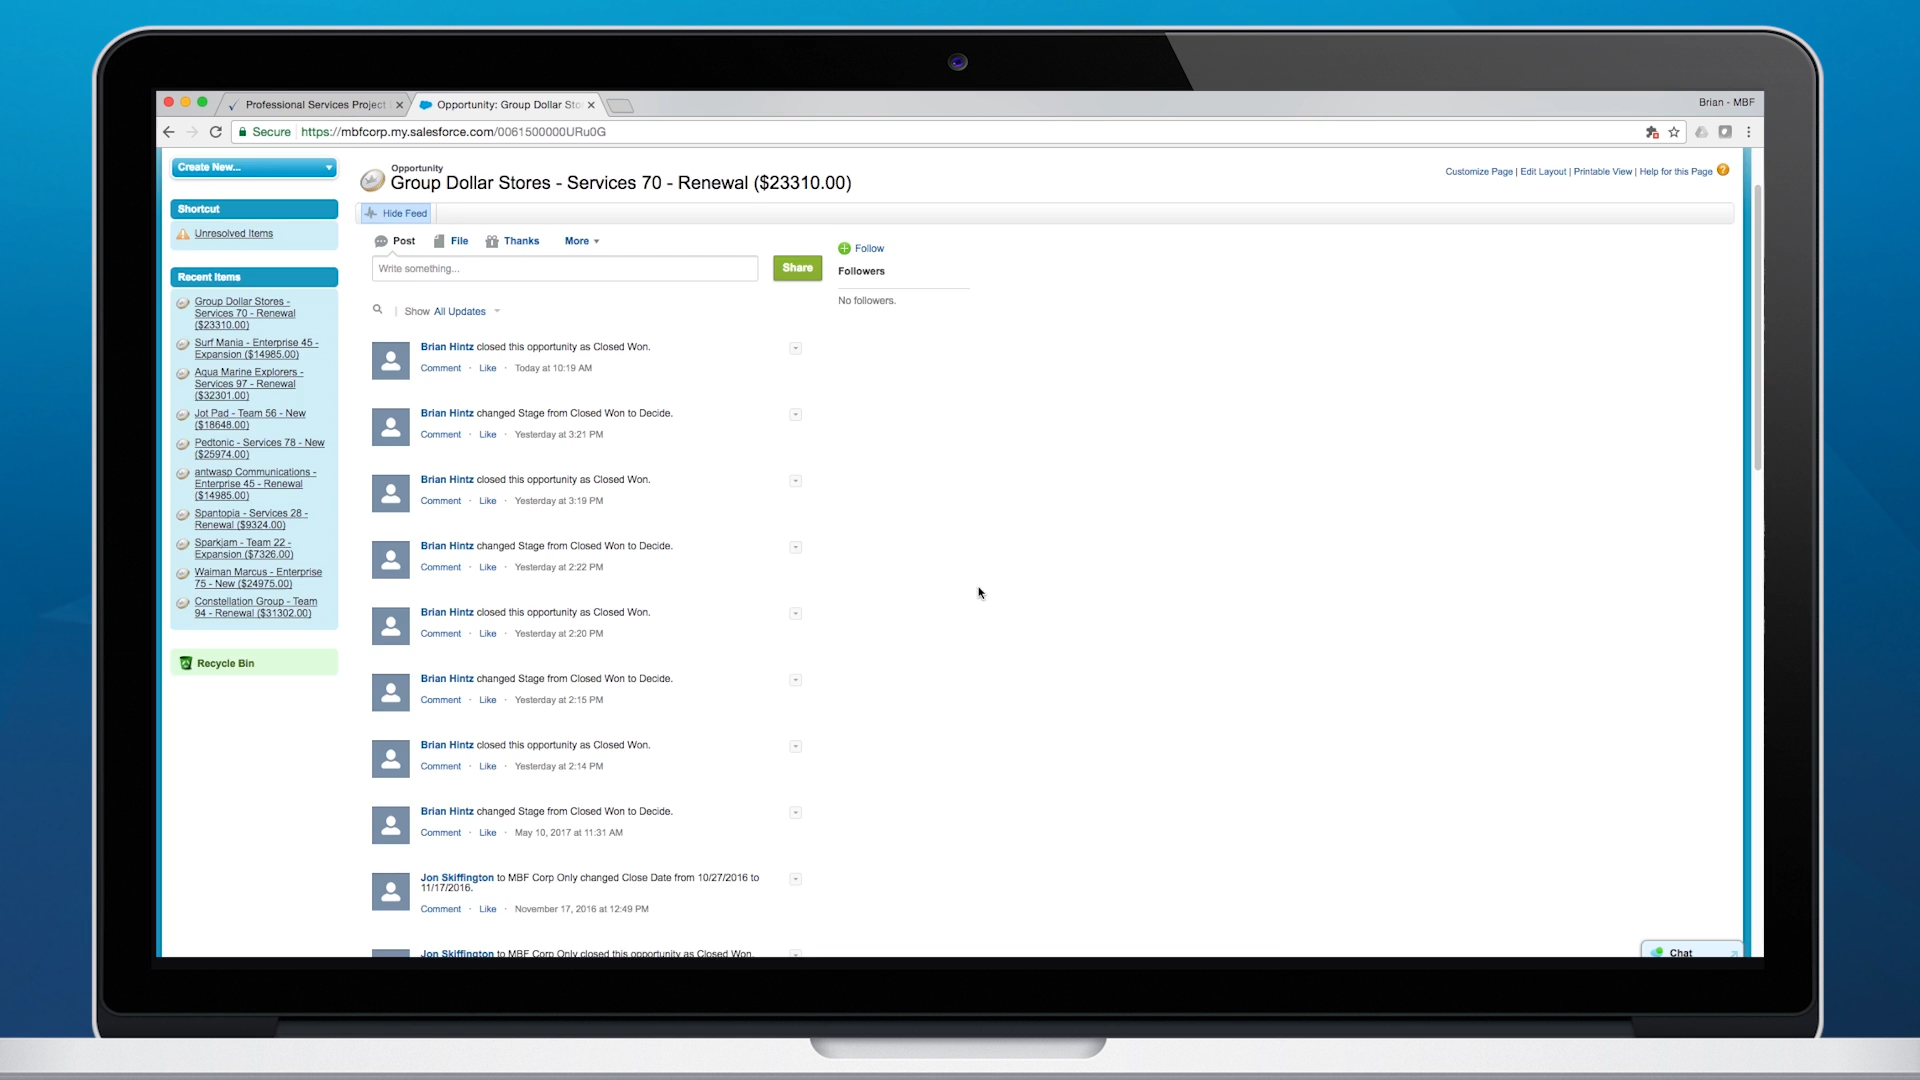 Professional Services Project
Opportunity: Group Dollar Sto
Brian - MBF
Secure
https://mbfcorp.my.salesforce.com/0061500000URu0G
Create New...
Shortcut
Unresolved Items
Recent Items
Group Dollar Stores -
Services 70 - Renewal
($23310.00)
Surf Mania - Enterprise 45 -
Expansion ($14985.00)
Aqua Marine Explorers -
Services 97 - Renewal
($32301.00)
Jot Pad - Team 56 - New
($18648.00)
Pedtonic - Services 78 - New
($25974.00)
antwasp Communications -
Enterprise 45 - Renewal
($14985.00)
Spantopia - Services 28 -
Renewal ($9324.00)
Sparkjam - Team 22 -
Expansion ($7326.00)
Waiman Marcus - Enterprise
75 - New ($24975.00)
Constellation Group - Team
94 - Renewal ($31302.00)
Recycle Bin
Opportunity
Group Dollar Stores - Services 70 - Renewal ($23310.00)
Customize Page | Edit Layout | Printable View | Help for this Page ?
Hide Feed
Post File Thanks More
Write something...
Share
Follow
Followers
No followers.
Show All Updates
Brian Hintz closed this opportunity as Closed Won.
Comment · Like · Today at 10:19 AM
Brian Hintz changed Stage from Closed Won to Decide.
Comment · Like · Yesterday at 3:21 PM
Brian Hintz closed this opportunity as Closed Won.
Comment · Like · Yesterday at 3:19 PM
Brian Hintz changed Stage from Closed Won to Decide.
Comment · Like · Yesterday at 2:22 PM
Brian Hintz closed this opportunity as Closed Won.
Comment · Like · Yesterday at 2:20 PM
Brian Hintz changed Stage from Closed Won to Decide.
Comment · Like · Yesterday at 2:15 PM
Brian Hintz closed this opportunity as Closed Won.
Comment · Like · Yesterday at 2:14 PM
Brian Hintz changed Stage from Closed Won to Decide.
Comment · Like · May 10, 2017 at 11:31 AM
Jon Skiffington to MBF Corp Only changed Close Date from 10/27/2016 to
11/17/2016.
Comment · Like · November 17, 2016 at 12:49 PM
Jon Skiffington to MBF Corp Only closed this opportunity as Closed Won.
Chat